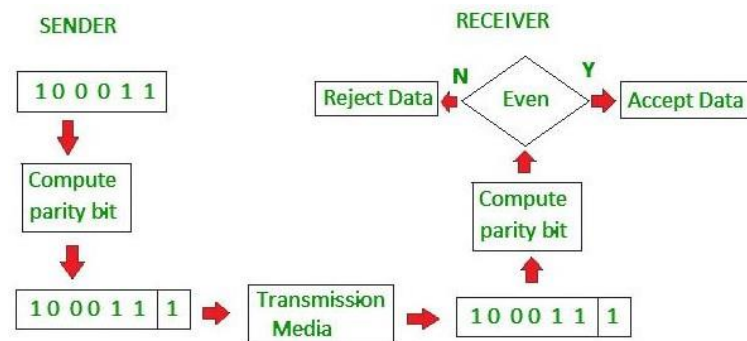 SENDER
1 0 0 0 1 1
Compute
parity bit
1 0 0 0 1 1 1
Transmission
Media
RECEIVER
1 0 0 0 1 1 1
Compute
parity bit
Even
N
Y
Reject Data
Accept Data